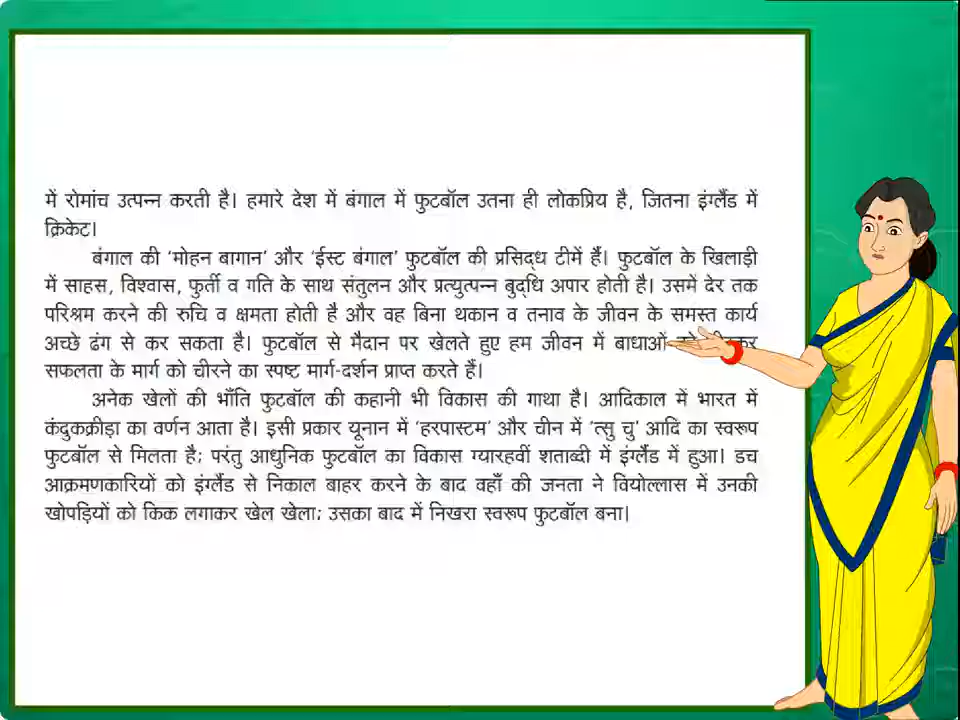 में रोमांच उत्पन्न करती है। हमारे देश में बंगाल में फुटबॉल उतना ही लोकप्रिय है, जितना इंग्लैंड में
क्रिकेट।
बंगाल की ‘मोहन बागान’ और ‘ईस्ट बंगाल’ फुटबॉल की प्रसिद्ध टीमें हैं। फुटबॉल के खिलाड़ी
में साहस, विश्वास, फुर्ती व गति के साथ संतुलन और प्रत्युत्पन्न बुद्धि अपार होती है। उसमें देर तक
परिश्रम करने की रुचि व क्षमता होती है और वह बिना थकान व तनाव के जीवन के समस्त कार्य
अच्छे ढंग से कर सकता है। फुटबॉल से मैदान पर खेलते हुए हम जीवन में बाधाओं
सफलता के मार्ग को चीरने का स्पष्ट मार्ग-दर्शन प्राप्त करते हैं।
अनेक खेलों की भाँति फुटबॉल की कहानी भी विकास की गाथा है। आदिकाल में भारत में
कंदुकक्रीड़ा का वर्णन आता है। इसी प्रकार यूनान में ‘हरपास्टम’ और चीन में ‘त्सु चु’ आदि का स्वरूप
फुटबॉल से मिलता है; परंतु आधुनिक फुटबॉल का विकास ग्यारहवीं शताब्दी में इंग्लैंड में हुआ। डच
आक्रमणकारियों को इंग्लैंड से निकाल बाहर करने के बाद वहाँ की जनता ने वियोल्लास में उनकी
खोपड़ियों को किक लगाकर खेल खेला; उसका बाद में निखरा स्वरूप फुटबॉल बना।